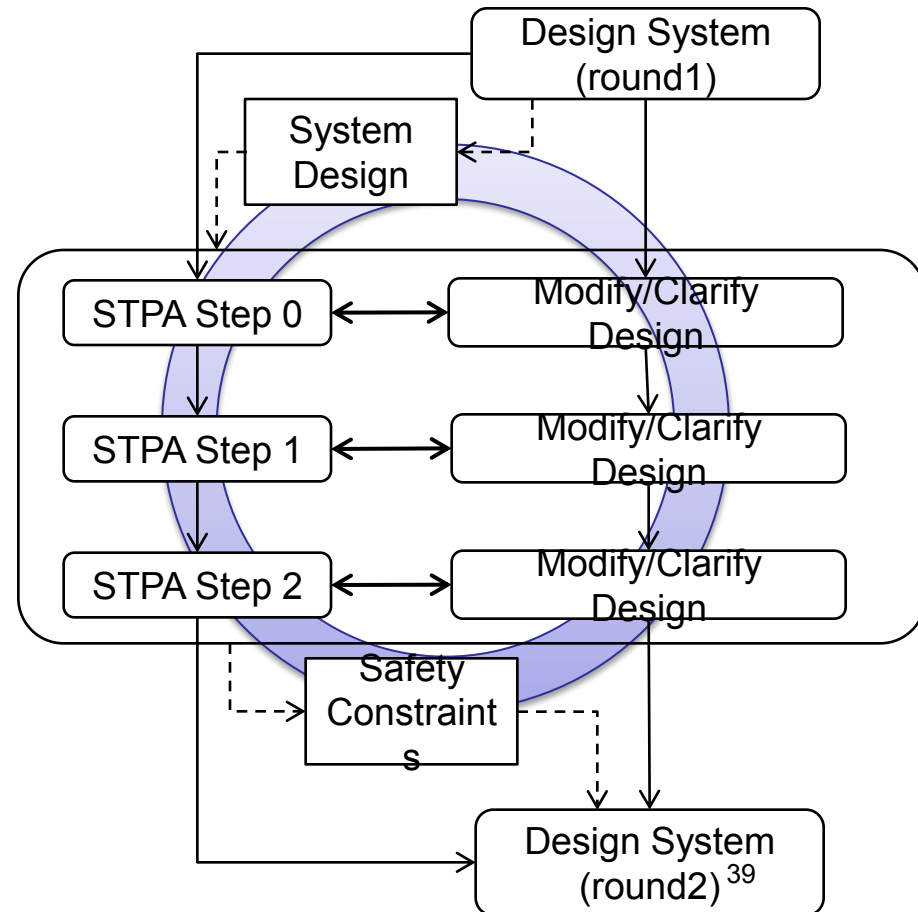 Design System
(round1)
System
Design
STPA Step 0
Modify/Clarify
Design
STPA Step 1
Modify/Clarify
Design
STPA Step 2
Modify/Clarify
Design
Safety
Constraint
s
Design System
(round2) 39